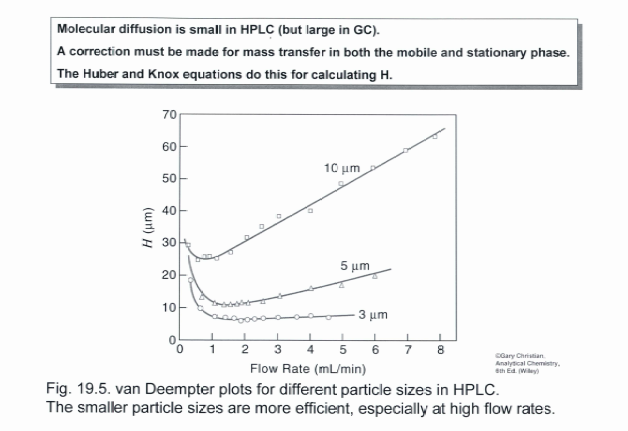 Molecular diffusion is small in HPLC (but large in GC).
A correction must be made for mass transfer in both the mobile and stationary phase.
The Huber and Knox equations do this for calculating H.
70
60
50
40
30
20
10
0
H (μm)
10 μm
5 μm
3 μm
0 1 2 3 4 5 6 7 8
Flow Rate (mL/min)
©Gary Christian,
Analytical Chemistry,
6th Ed. (Wiley)
Fig. 19.5. van Deempter plots for different particle sizes in HPLC.
The smaller particle sizes are more efficient, especially at high flow rates.